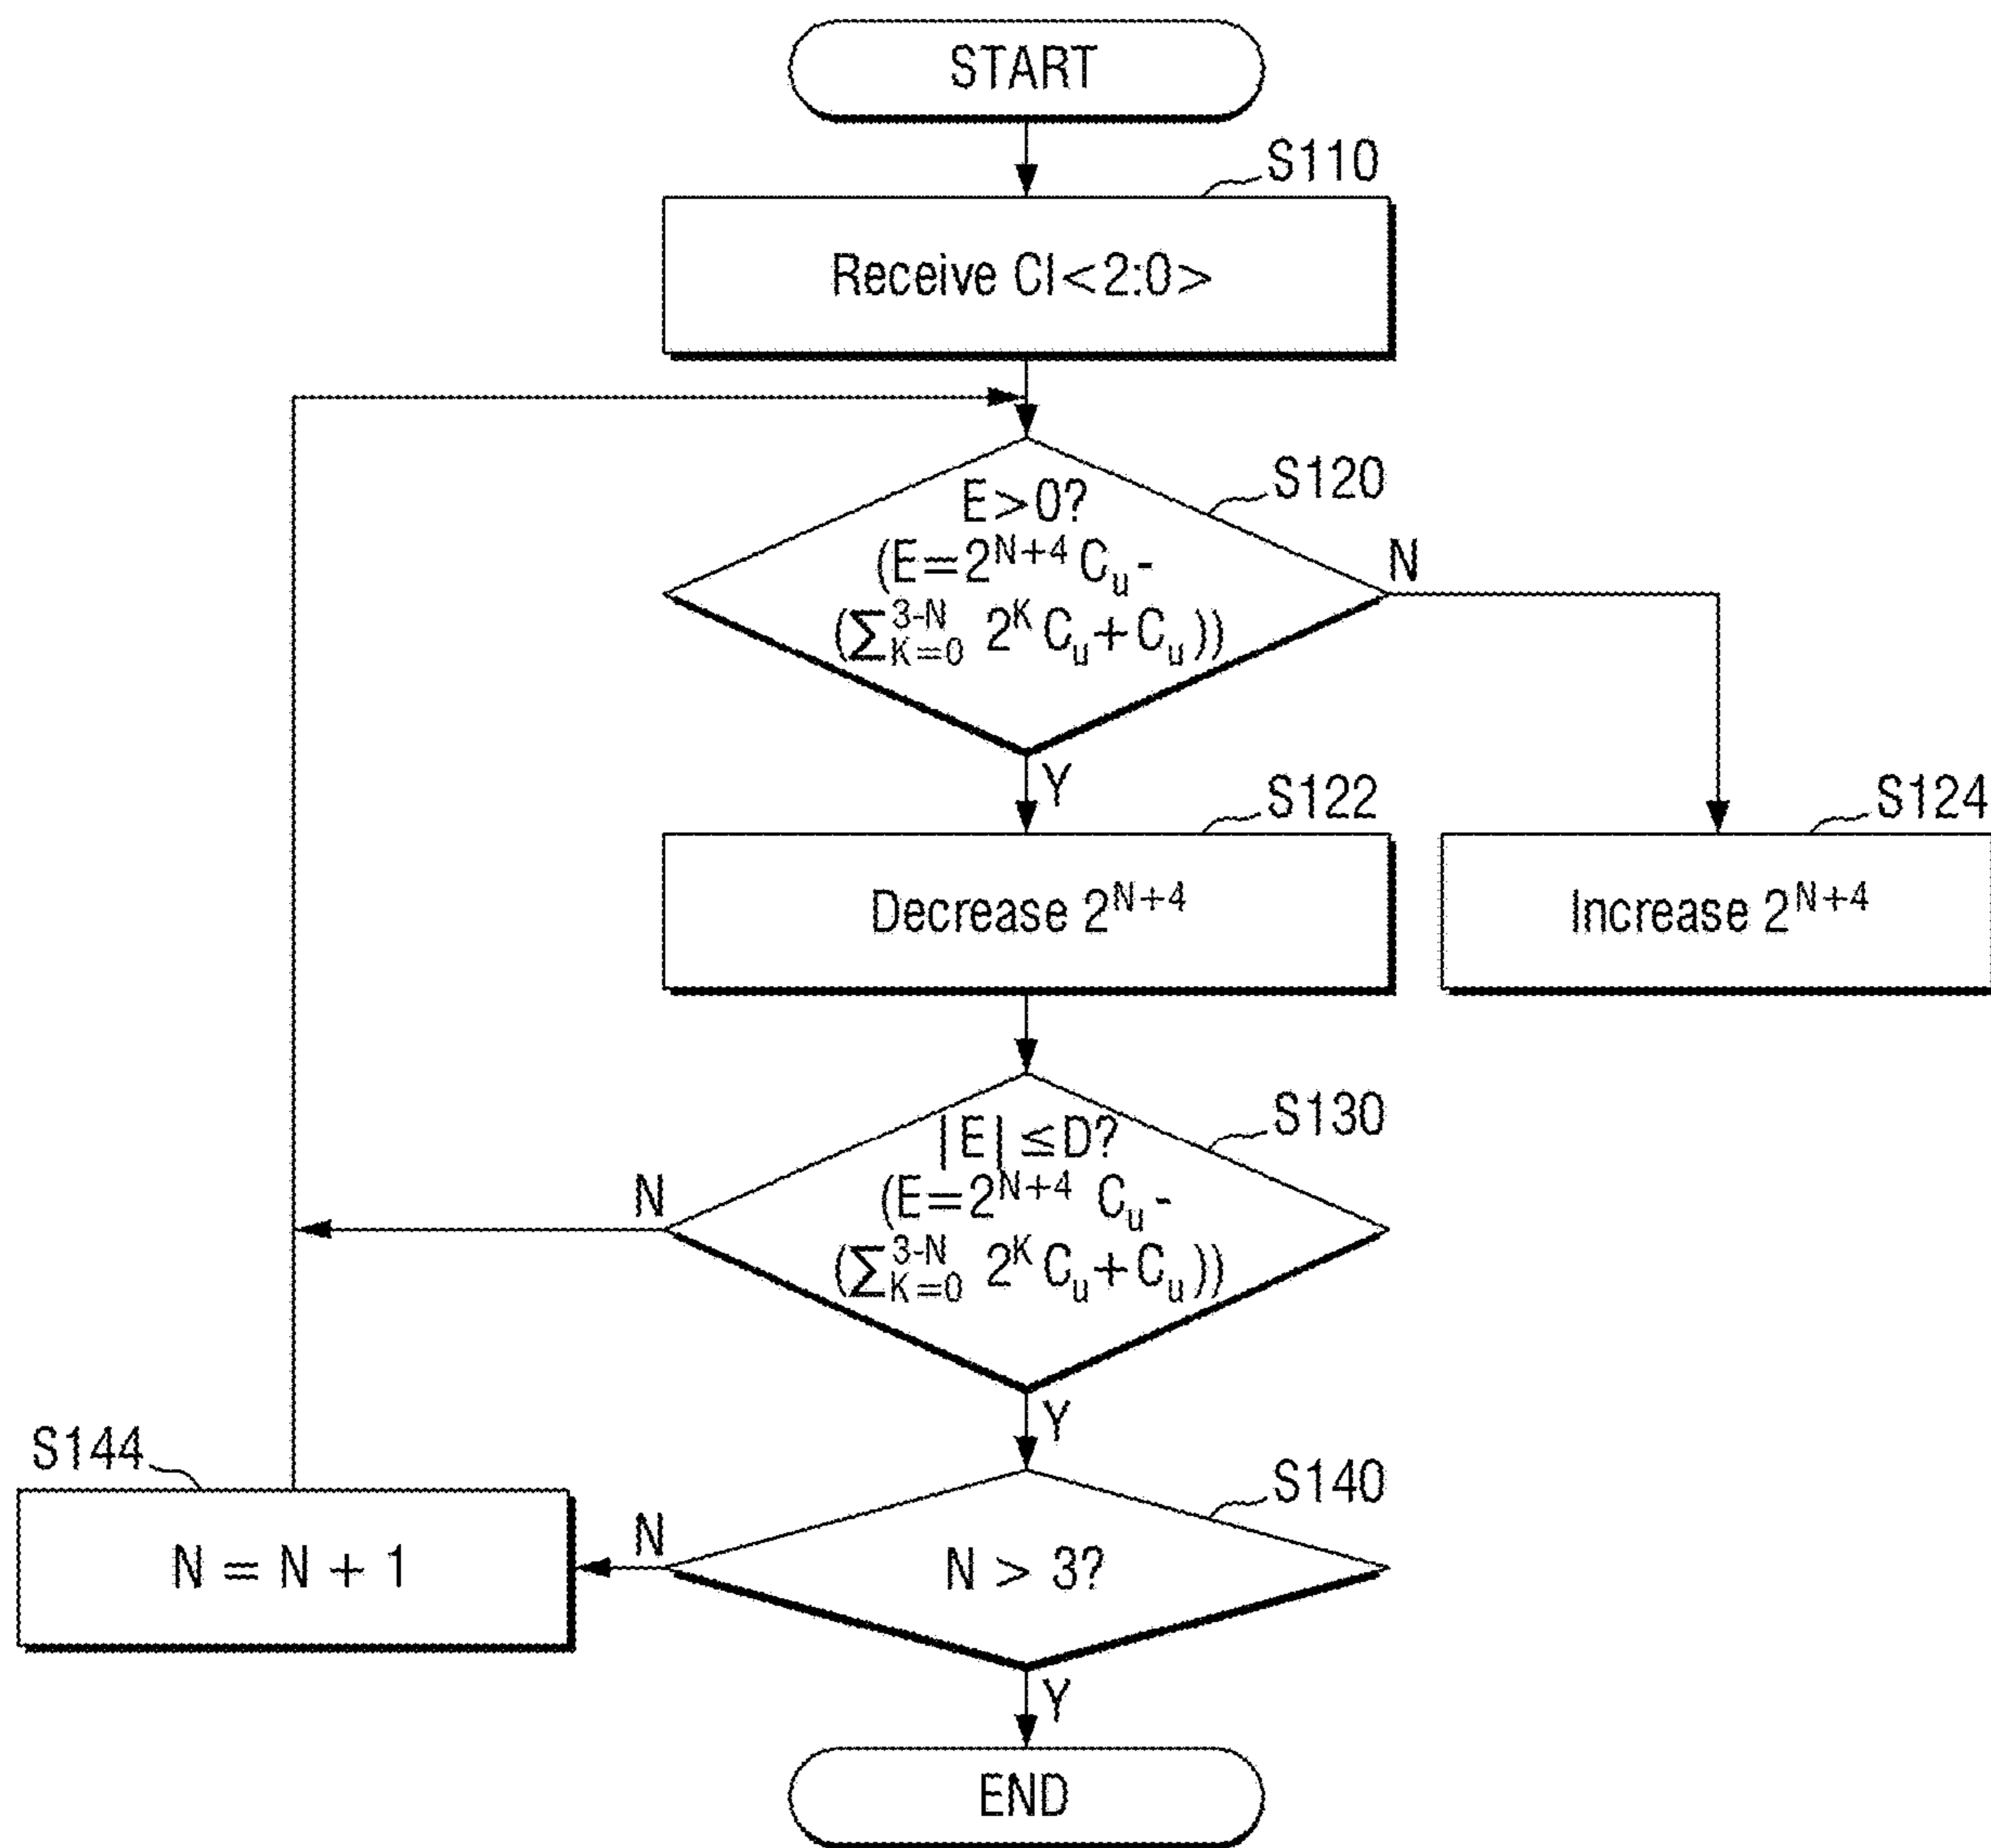 START
S110
Receive CI<2:0>
S120
E>0?
(E=2^{N+4} C_u-
(∑_{K=0}^{3-N} 2^K C_u+C_u))
N
Y
S122
S124
Decrease 2^{N+4}
Increase 2^{N+4}
S130
|E|≤D?
(E=2^{N+4} C_u-
(∑_{K=0}^{3-N} 2^K C_u+C_u))
N
Y
S144
S140
N = N + 1
N
N > 3?
Y
END